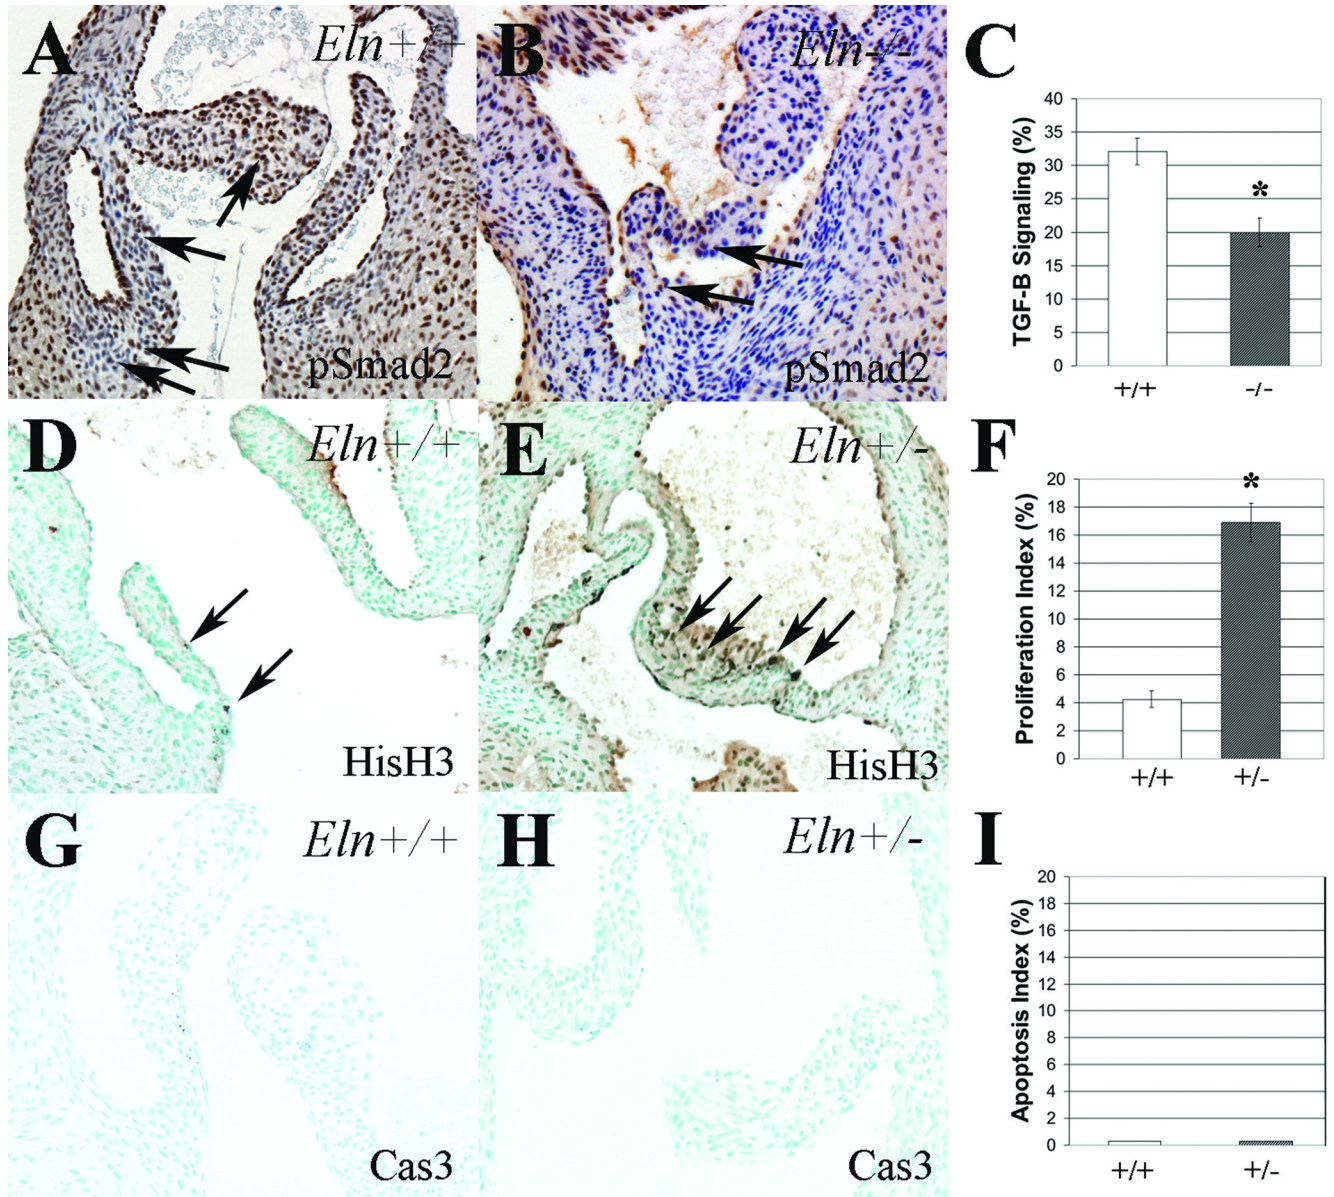 A
Eln+/+
pSmad2
B
Eln-/-
pSmad2
C
TGF-B Signaling (%)
40
35
30
25
20
15
10
5
0
*
+/+
-/-
D
Eln+/+
HisH3
E
Eln+/-
HisH3
F
Proliferation Index (%)
20
18
16
14
12
10
8
6
4
2
0
*
+/+
+/-
G
Eln+/+
Cas3
H
Eln+/-
Cas3
I
Apoptosis Index (%)
20
18
16
14
12
10
8
6
4
2
0
+/+
+/-